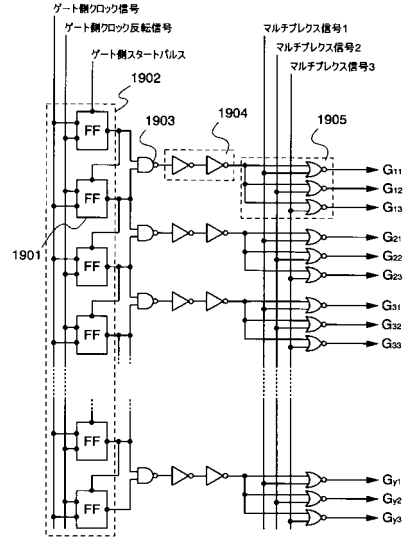 ゲート側クロック信号
ゲート側クロック反転信号
ゲート側スタートパルス
マルチプレクス信号1
マルチプレクス信号2
マルチプレクス信号3
1902
1903
1904
1905
1901
FF
FF
FF
FF
FF
FF
G11
G12
G13
G21
G22
G23
G31
G32
G33
Gy1
Gy2
Gy3